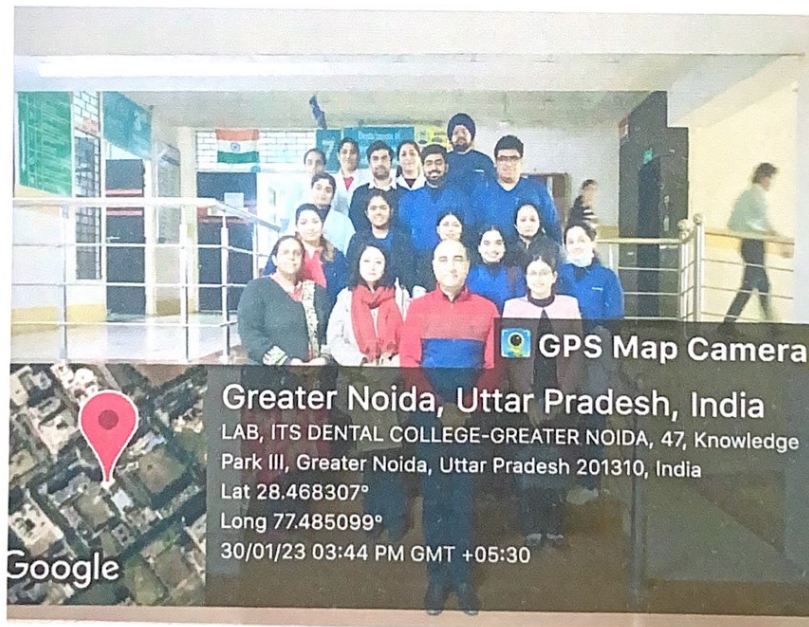 Department of
GPS Map Camera
Greater Noida, Uttar Pradesh, India
LAB, ITS DENTAL COLLEGE-GREATER NOIDA, 47, Knowledge
Park III, Greater Noida, Uttar Pradesh 201310, India
Lat 28.468307°
Long 77.485099°
30/01/23 03:44 PM GMT +05:30
Google